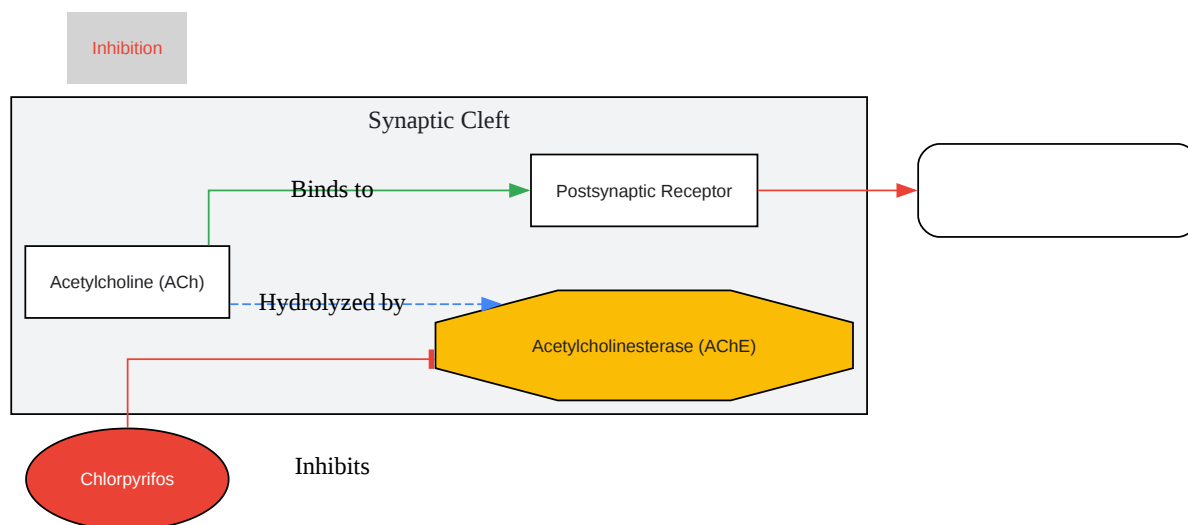 Inhibition
Synaptic Cleft
Binds to
Postsynaptic Receptor
Acetylcholine (ACh)
Hydrolyzed by
Acetylcholinesterase (AChE)
Inhibits
Chlorpyrifos